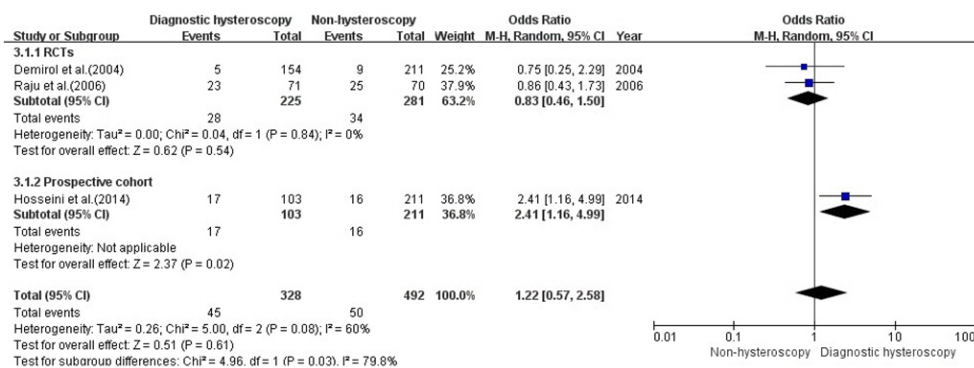 Diagnostic hysteroscopy Non-hysteroscopy Odds Ratio Odds Ratio
Study or Subgroup Events Total Events Total Weight M-H, Random, 95% CI Year M-H, Random, 95% CI
3.1.1 RCTs
Demirol et al.(2004) 5 154 9 211 25.2% 0.75 [0.25, 2.29] 2004
Raju et al.(2006) 23 71 25 70 37.9% 0.86 [0.43, 1.73] 2006
Subtotal (95% CI) 225 281 63.2% 0.83 [0.46, 1.50]
Total events 28 34
Heterogeneity: Tau² = 0.00; Chi² = 0.04, df = 1 (P = 0.84); I² = 0%
Test for overall effect: Z = 0.62 (P = 0.54)
3.1.2 Prospective cohort
Hosseini et al.(2014) 17 103 16 211 36.8% 2.41 [1.16, 4.99] 2014
Subtotal (95% CI) 103 211 36.8% 2.41 [1.16, 4.99]
Total events 17 16
Heterogeneity: Not applicable
Test for overall effect: Z = 2.37 (P = 0.02)
Total (95% CI) 328 492 100.0% 1.22 [0.57, 2.58]
Total events 45 50
Heterogeneity: Tau² = 0.26; Chi² = 5.00, df = 2 (P = 0.08); I² = 60%
Test for overall effect: Z = 0.51 (P = 0.61)
Test for subgroup differences: Chi² = 4.96, df = 1 (P = 0.03), I² = 79.8%
0.01 0.1 1 10 100
Non-hysteroscopy Diagnostic hysteroscopy